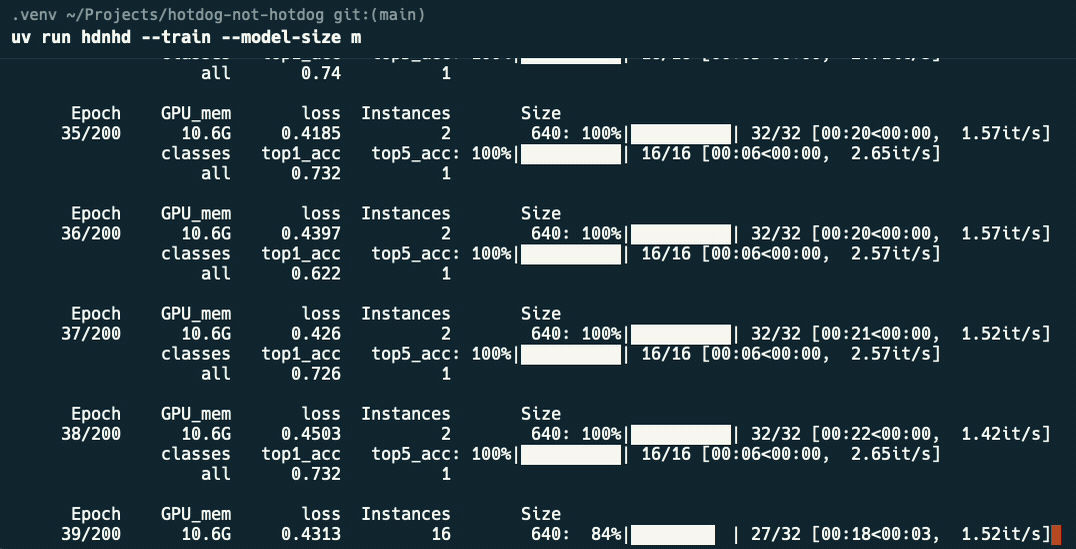 .venv ~/Projects/hotdog-not-hotdog git:(main)
uv run hdnhd --train --model-size m
all 0.74 1
Epoch GPU_mem loss Instances Size
35/200 10.6G 0.4185 2 640: 100%| | 32/32 [00:20<00:00, 1.57it/s]
classes top1_acc top5_acc: 100%| | 16/16 [00:06<00:00, 2.65it/s]
all 0.732 1
Epoch GPU_mem loss Instances Size
36/200 10.6G 0.4397 2 640: 100%| | 32/32 [00:20<00:00, 1.57it/s]
classes top1_acc top5_acc: 100%| | 16/16 [00:06<00:00, 2.57it/s]
all 0.622 1
Epoch GPU_mem loss Instances Size
37/200 10.6G 0.426 2 640: 100%| | 32/32 [00:21<00:00, 1.52it/s]
classes top1_acc top5_acc: 100%| | 16/16 [00:06<00:00, 2.57it/s]
all 0.726 1
Epoch GPU_mem loss Instances Size
38/200 10.6G 0.4503 2 640: 100%| | 32/32 [00:22<00:00, 1.42it/s]
classes top1_acc top5_acc: 100%| | 16/16 [00:06<00:00, 2.65it/s]
all 0.732 1
Epoch GPU_mem loss Instances Size
39/200 10.6G 0.4313 16 640: 84%| | 27/32 [00:18<00:03, 1.52it/s]